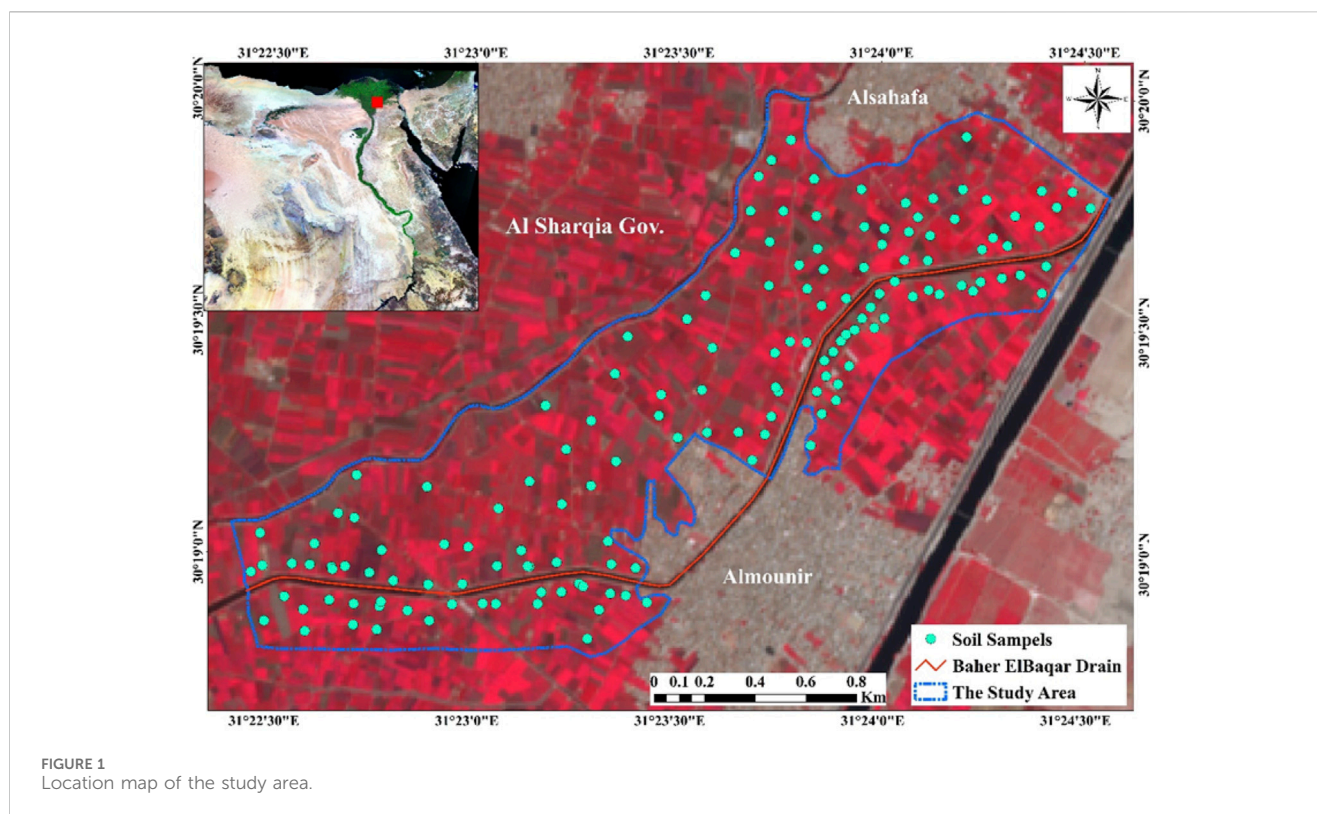 31°22'30"E 31°23'0"E 31°23'30"E 31°24'0"E 31°24'30"E
30°20'0"N
30°20'0"N
N
W E
S
Alsahafa
Al Sharqia Gov.
30°19'30"N
30°19'30"N
30°19'0"N
30°19'0"N
Almounir
Soil Sampels
Baher ElBaqar Drain
The Study Area
0 0.1 0.2 0.4 0.6 0.8
Km
31°22'30"E 31°23'0"E 31°23'30"E 31°24'0"E 31°24'30"E
FIGURE 1
Location map of the study area.